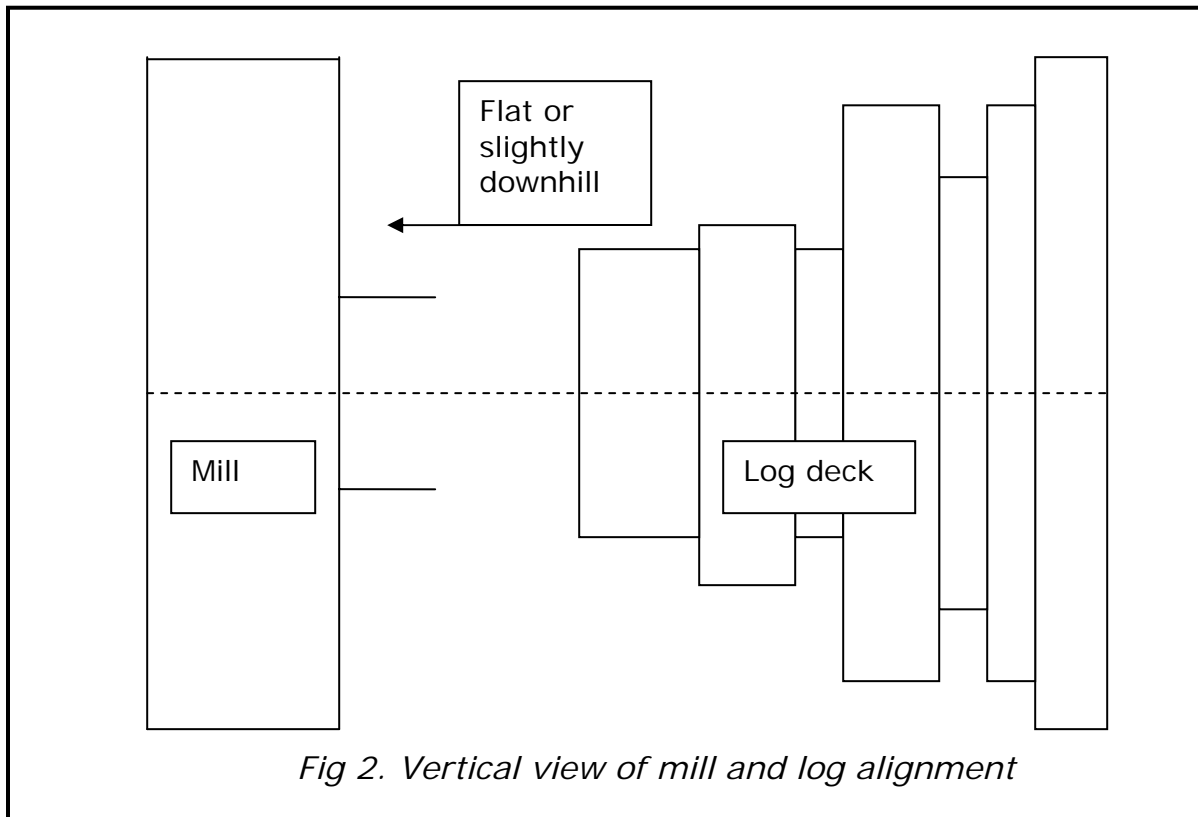 Flat or
slightly
downhill
Mill
Log deck
Fig 2. Vertical view of mill and log alignment